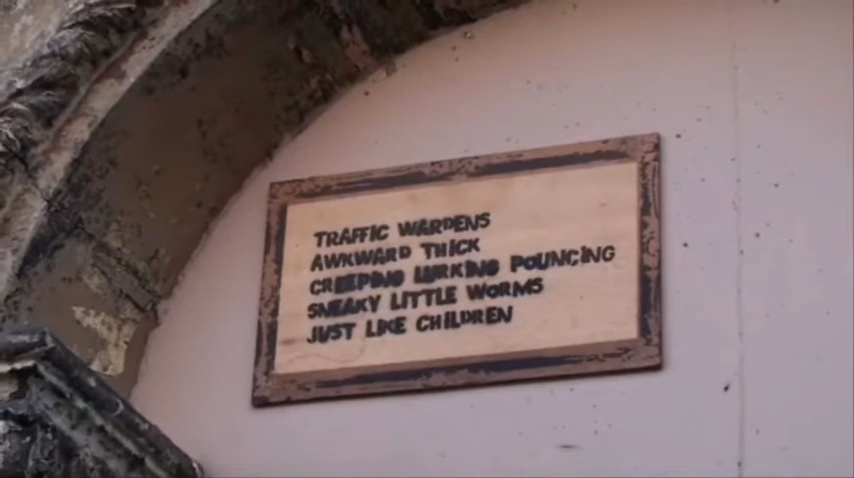 TRAFFIC WARDENS
AWKWARD THICK
CREEPING LURKING POUNCING
SNEAKY LITTLE WORMS
JUST LIKE CHILDREN